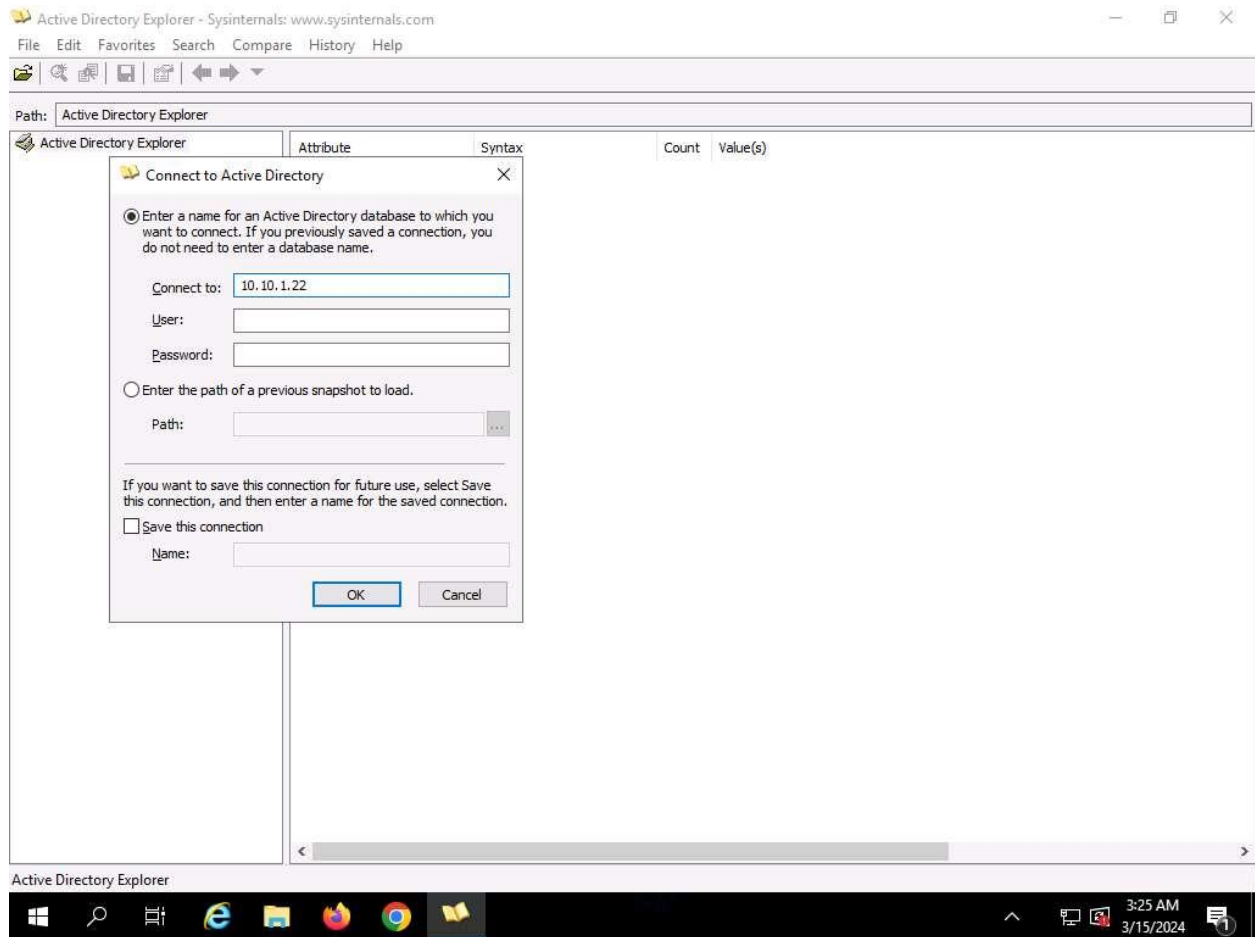 Active Directory Explorer - Sysinternals: www.sysinternals.com
File Edit Favorites Search Compare History Help
Path: Active Directory Explorer
Active Directory Explorer
Attribute Syntax Count Value(s)
Connect to Active Directory
Enter a name for an Active Directory database to which you
want to connect. If you previously saved a connection, you
do not need to enter a database name.
Connect to: 10.10.1.22
User:
Password:
Enter the path of a previous snapshot to load.
Path: ...
If you want to save this connection for future use, select Save
this connection, and then enter a name for the saved connection.
Save this connection
Name:
OK Cancel
Active Directory Explorer
3:25 AM
3/15/2024
1